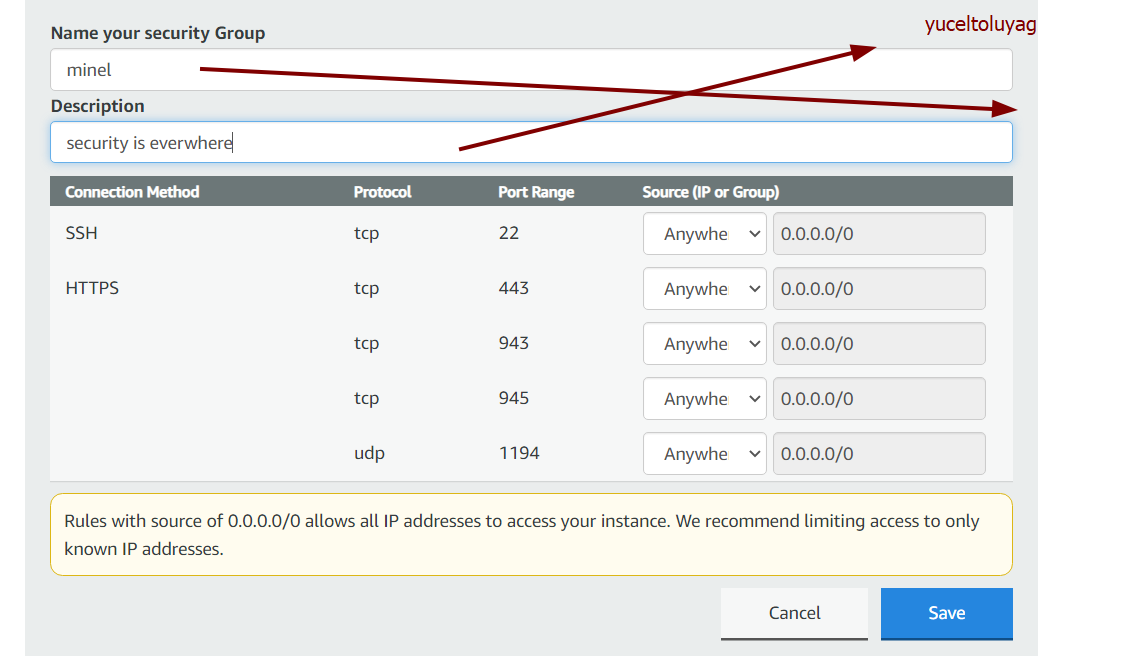 yuceltoluyag
Name your security Group
minel
Description
security is everwhere
Connection Method Protocol Port Range Source (IP or Group)
SSH tcp 22 Anywhe 0.0.0.0/0
HTTPS tcp 443 Anywhe 0.0.0.0/0
tcp 943 Anywhe 0.0.0.0/0
tcp 945 Anywhe 0.0.0.0/0
udp 1194 Anywhe 0.0.0.0/0
Rules with source of 0.0.0.0/0 allows all IP addresses to access your instance. We recommend limiting access to only
known IP addresses.
Cancel Save